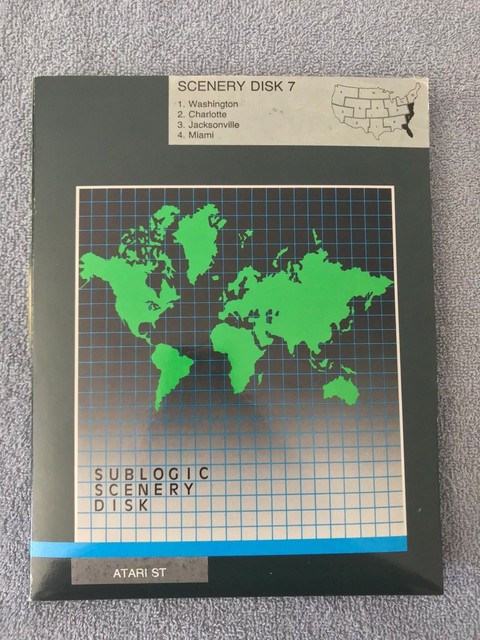 SCENERY DISK 7
1. Washington
2. Charlotte
3. Jacksonville
4. Miami
SUBLOGIC
SCENERY
DISK
ATARI ST